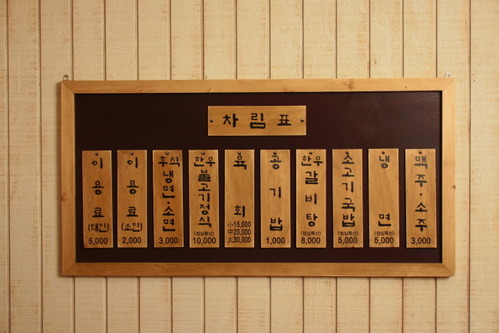 차림표
이용료 (대인) 5,000
이용료 (소인) 2,000
후식냉면소면 3,000
한우불고기정식 (점심특선) 10,000
육회
小15,000
中20,000
大30,000
공기밥 1,000
한우갈비탕 (점심특선) 8,000
소고기국밥 (점심특선) 5,000
냉면 (점심특선) 5,000
맥주·소주 3,000